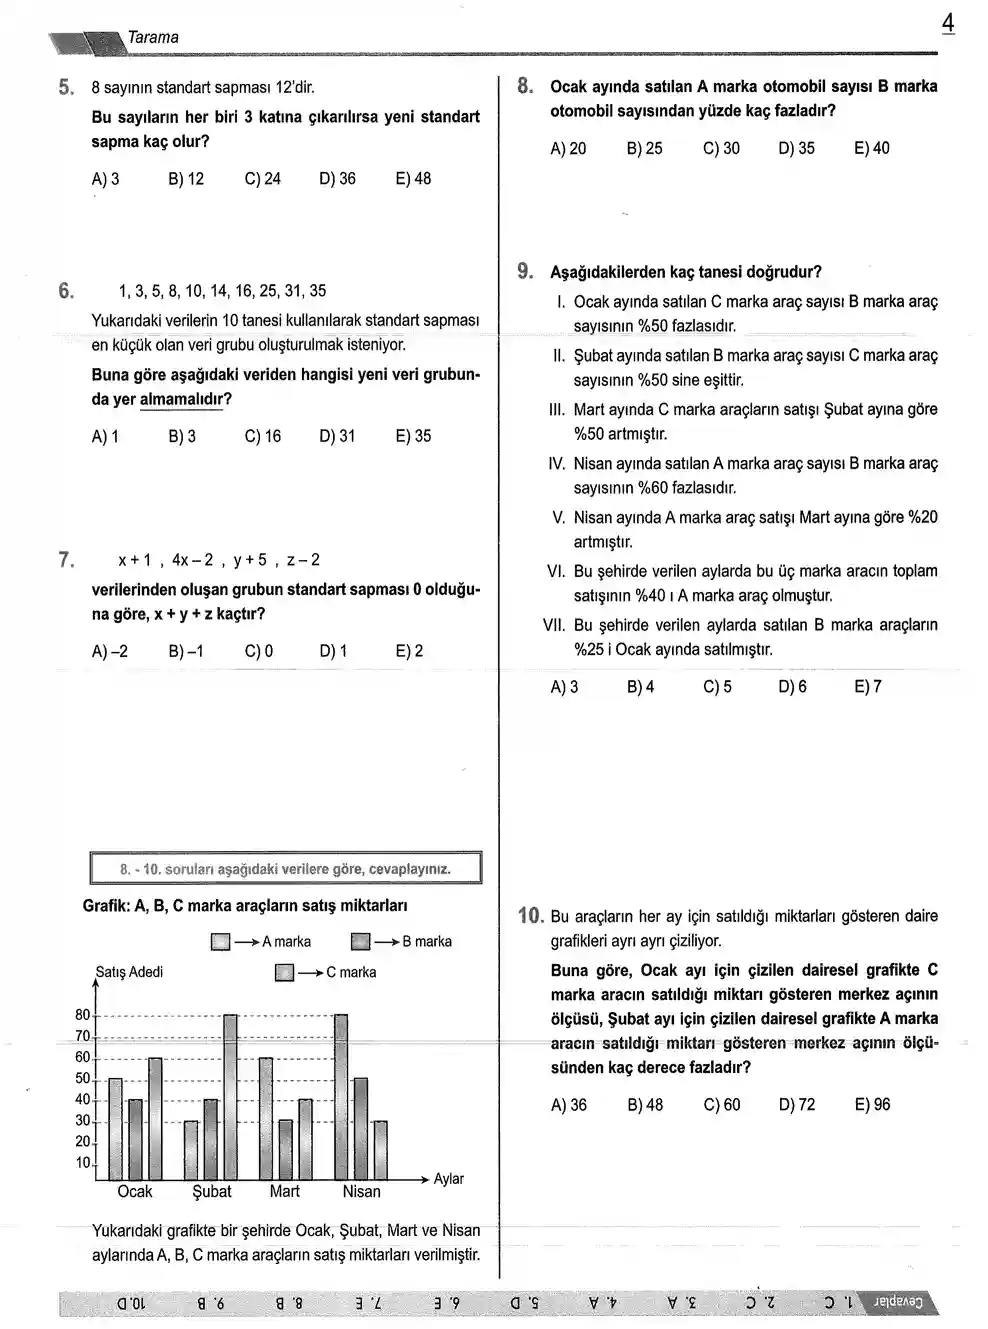 Tarama
4
5. 8 sayının standart sapması 12'dir.
Bu sayıların her biri 3 katına çıkarılırsa yeni standart
sapma kaç olur?
A) 3 B) 12 C) 24 D) 36 E) 48
6. 1, 3, 5, 8, 10, 14, 16, 25, 31, 35
Yukarıdaki verilerin 10 tanesi kullanılarak standart sapması
en küçük olan veri grubu oluşturulmak isteniyor.
Buna göre aşağıdaki veriden hangisi yeni veri grubun-
da yer almamalıdır?
A) 1 B) 3 C) 16 D) 31 E) 35
7. x + 1 , 4x – 2 , y + 5 , z – 2
verilerinden oluşan grubun standart sapması 0 olduğu-
na göre, x + y + z kaçtır?
A) –2 B) –1 C) 0 D) 1 E) 2
8. - 10. soruları aşağıdaki verilere göre, cevaplayınız.
Grafik: A, B, C marka araçların satış miktarları
A marka B marka
Satış Adedi C marka
80
70
60
50
40
30
20
10
Aylar
Ocak Şubat Mart Nisan
Yukarıdaki grafikte bir şehirde Ocak, Şubat, Mart ve Nisan
aylarında A, B, C marka araçların satış miktarları verilmiştir.
8. Ocak ayında satılan A marka otomobil sayısı B marka
otomobil sayısından yüzde kaç fazladır?
A) 20 B) 25 C) 30 D) 35 E) 40
9. Aşağıdakilerden kaç tanesi doğrudur?
I. Ocak ayında satılan C marka araç sayısı B marka araç
sayısının %50 fazlasıdır.
II. Şubat ayında satılan B marka araç sayısı C marka araç
sayısının %50 sine eşittir.
III. Mart ayında C marka araçların satışı Şubat ayına göre
%50 artmıştır.
IV. Nisan ayında satılan A marka araç sayısı B marka araç
sayısının %60 fazlasıdır.
V. Nisan ayında A marka araç satışı Mart ayına göre %20
artmıştır.
VI. Bu şehirde verilen aylarda bu üç marka aracın toplam
satışının %40 ı A marka araç olmuştur.
VII. Bu şehirde verilen aylarda satılan B marka araçların
%25 i Ocak ayında satılmıştır.
A) 3 B) 4 C) 5 D) 6 E) 7
10. Bu araçların her ay için satıldığı miktarları gösteren daire
grafikleri ayrı ayrı çiziliyor.
Buna göre, Ocak ayı için çizilen dairesel grafikte C
marka aracın satıldığı miktarı gösteren merkez açının
ölçüsü, Şubat ayı için çizilen dairesel grafikte A marka
aracın satıldığı miktarı gösteren merkez açının ölçü-
sünden kaç derece fazladır?
A) 36 B) 48 C) 60 D) 72 E) 96
Cevaplar 1. C 2. C 3. A 4. A 5. D 6. E 7. E 8. B 9. B 10. D